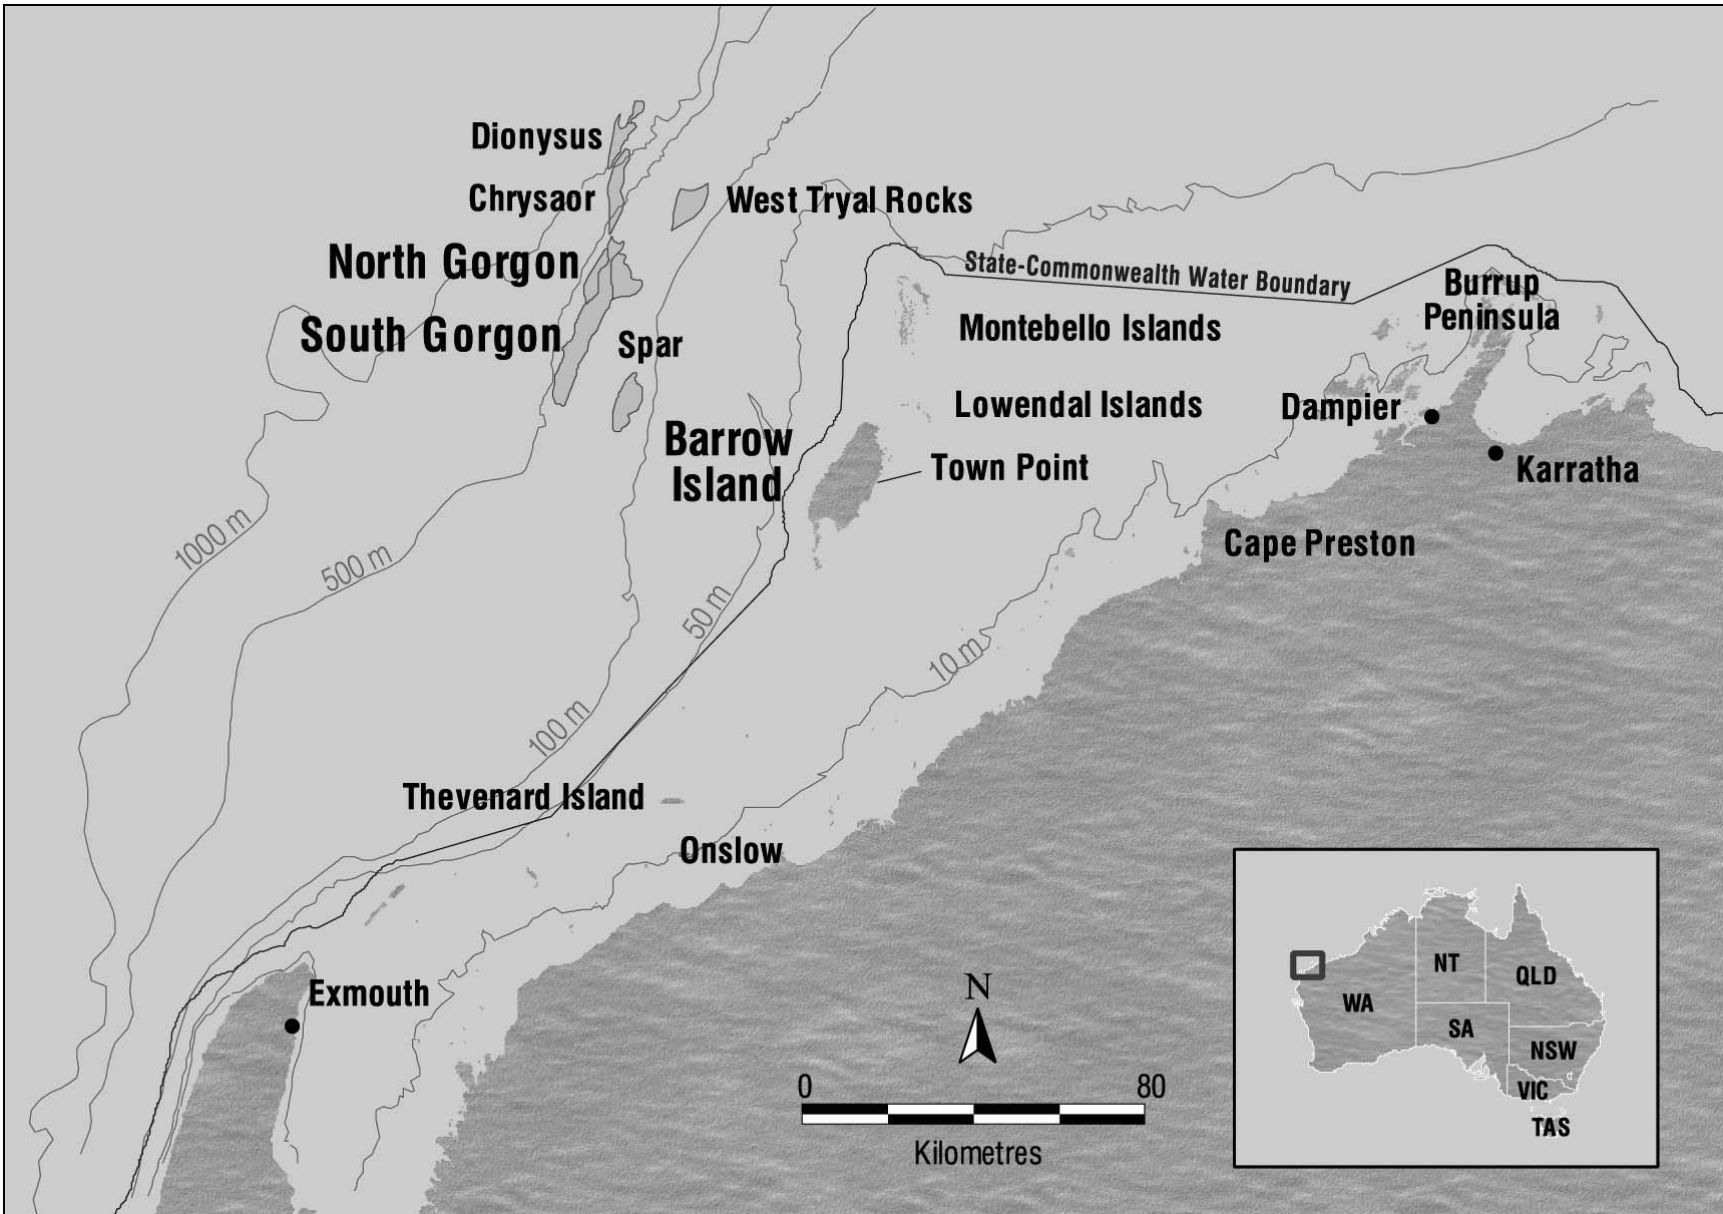 Dionysus
Chrysaor
West Tryal Rocks
North Gorgon
State-Commonwealth Water Boundary
Burrup
Peninsula
South Gorgon
Spar
Montebello Islands
Lowendal Islands
Dampier
Barrow
Island
Town Point
Karratha
1000 m
500 m
Cape Preston
50 m
10 m
100 m
Thevenard Island
Onslow
Exmouth
N
0 80
Kilometres
NT
QLD
WA
SA
NSW
VIC
TAS